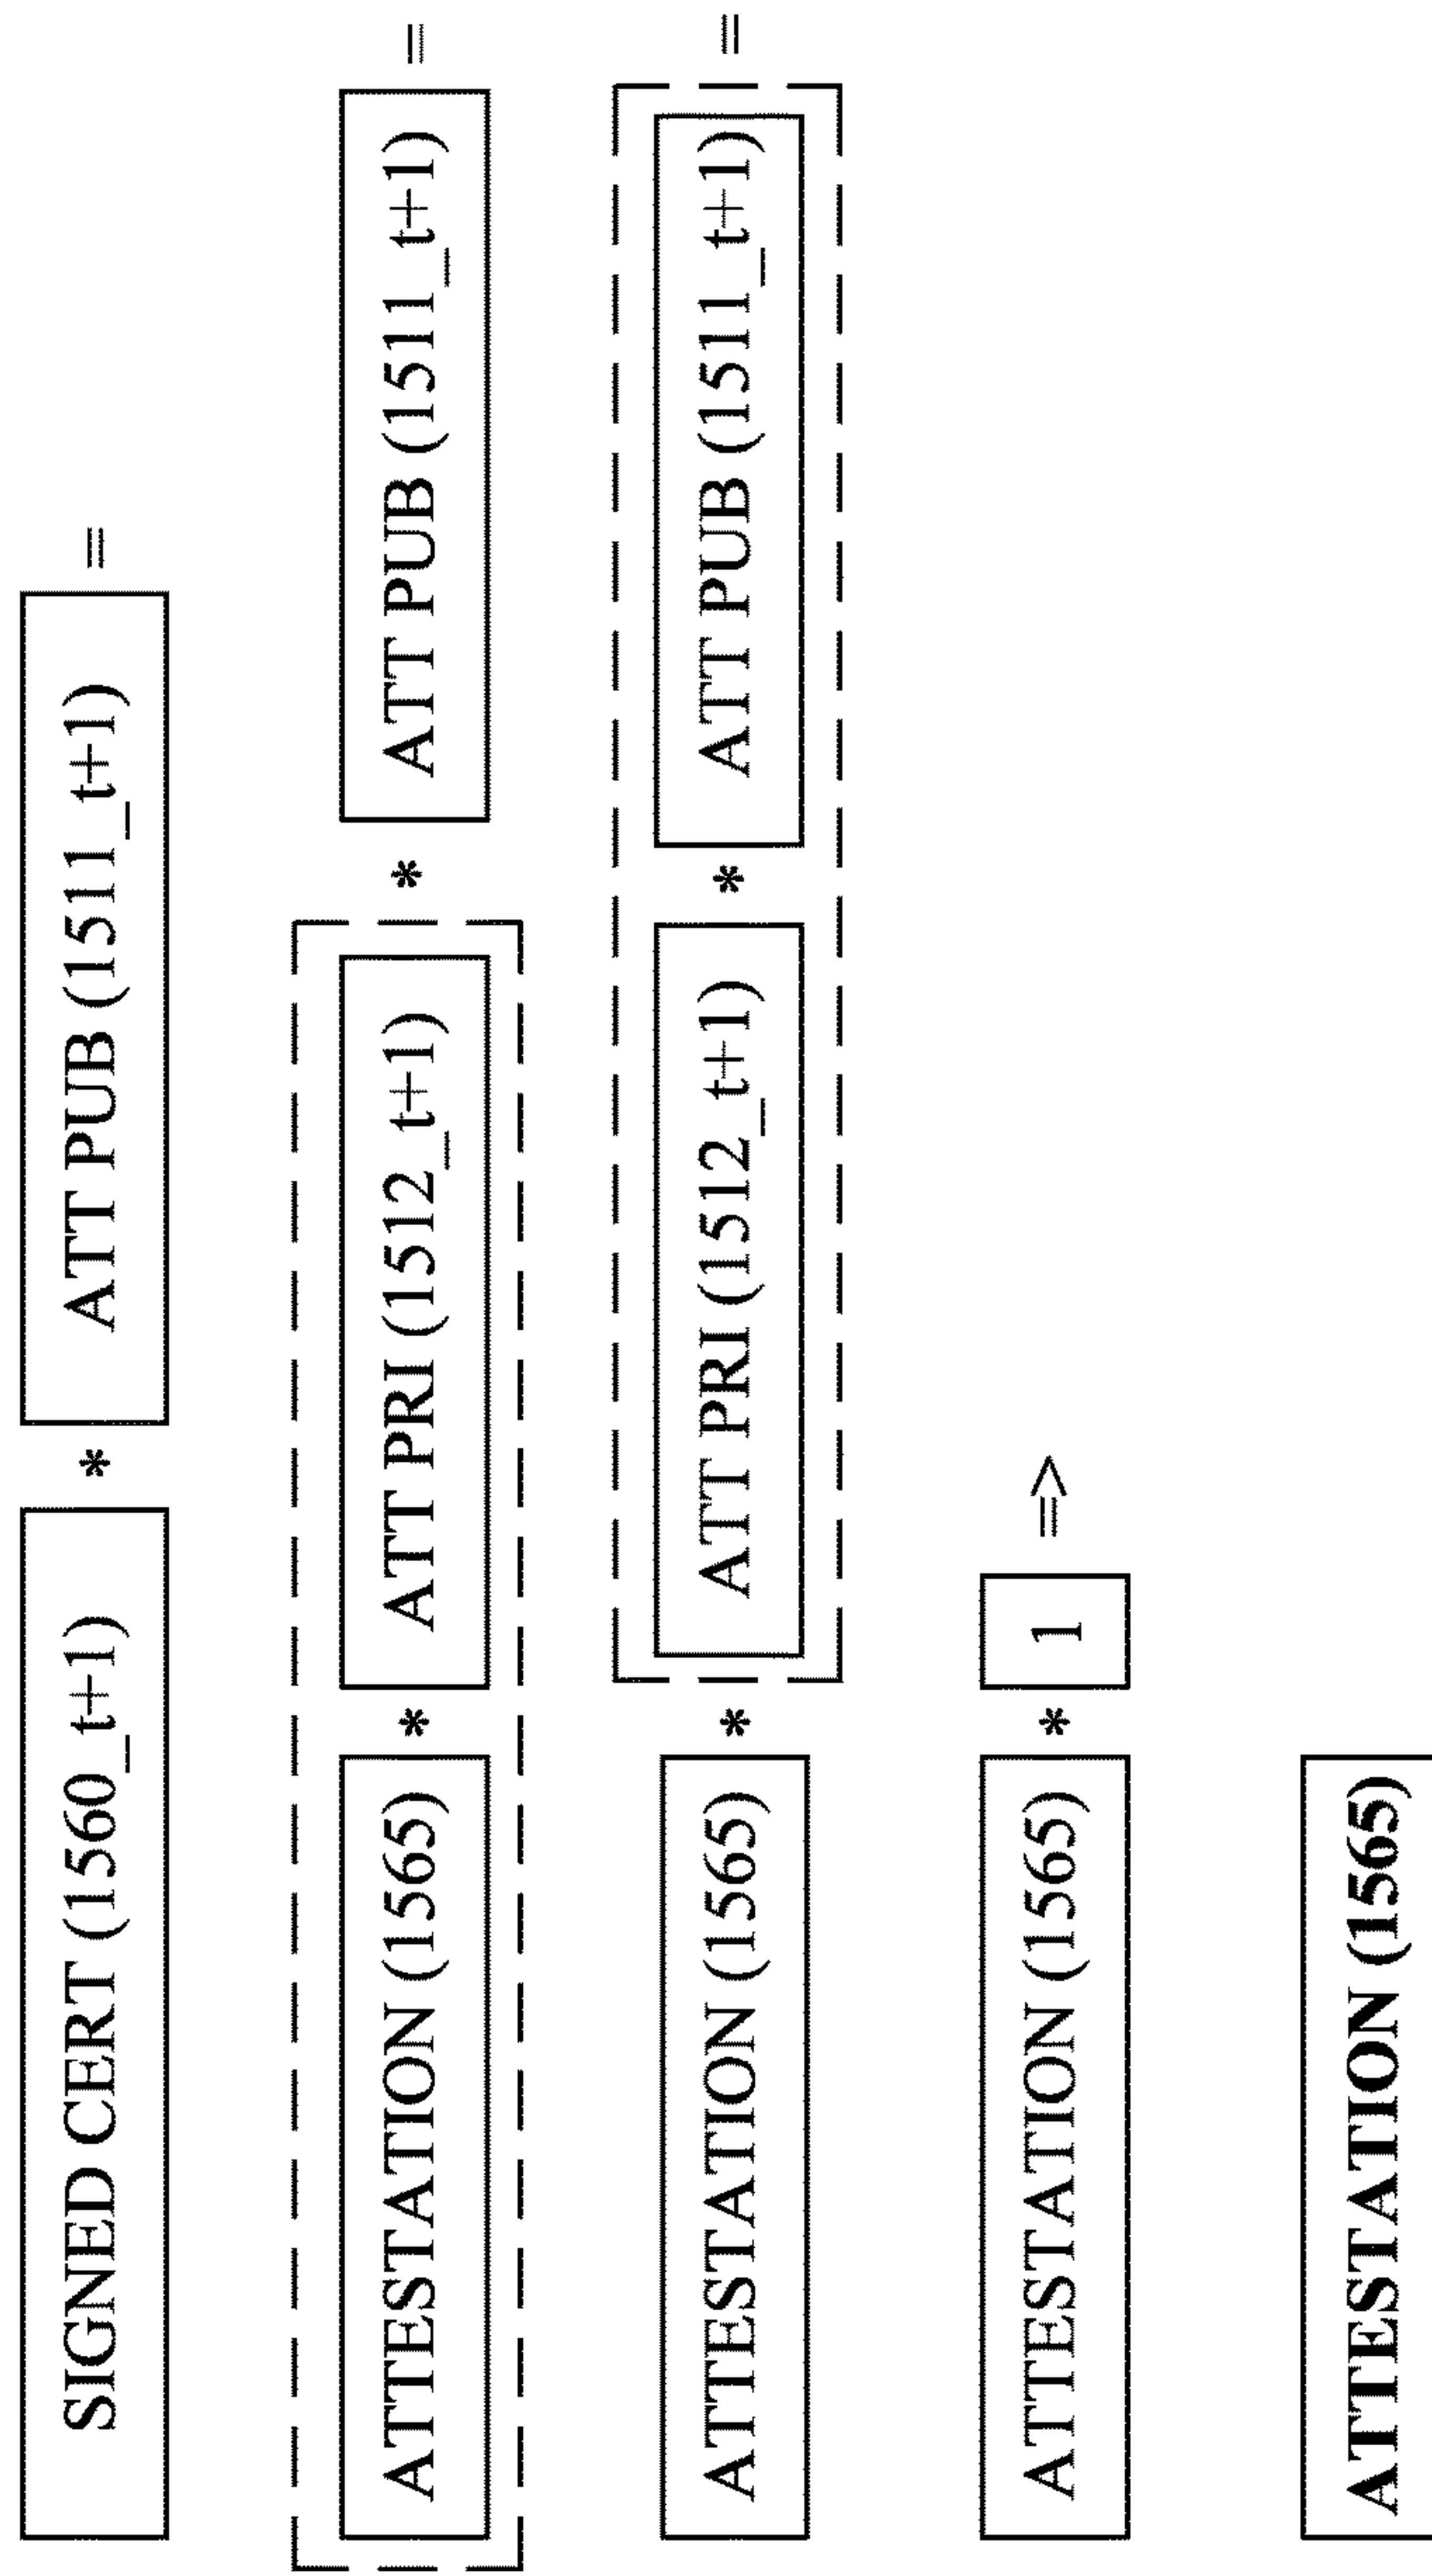 SIGNED CERT (1560_t+1) * ATT PUB (1511_t+1) =
ATTESTATION (1565) * ATT PRI (1512_t+1) * ATT PUB (1511_t+1) =
ATTESTATION (1565) * ATT PRI (1512_t+1) * ATT PUB (1511_t+1) =
ATTESTATION (1565) * 1 =>
ATTESTATION (1565)